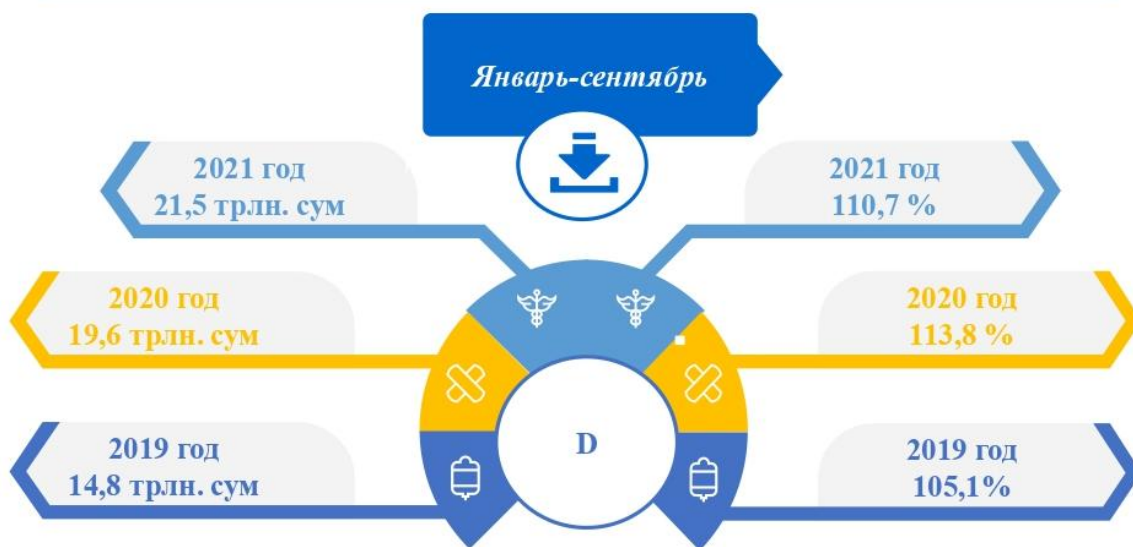 Январь-сентябрь
2021 год
21,5 трлн. сум
2021 год
110,7 %
2020 год
19,6 трлн. сум
2020 год
113,8 %
2019 год
14,8 трлн. сум
D
2019 год
105,1%